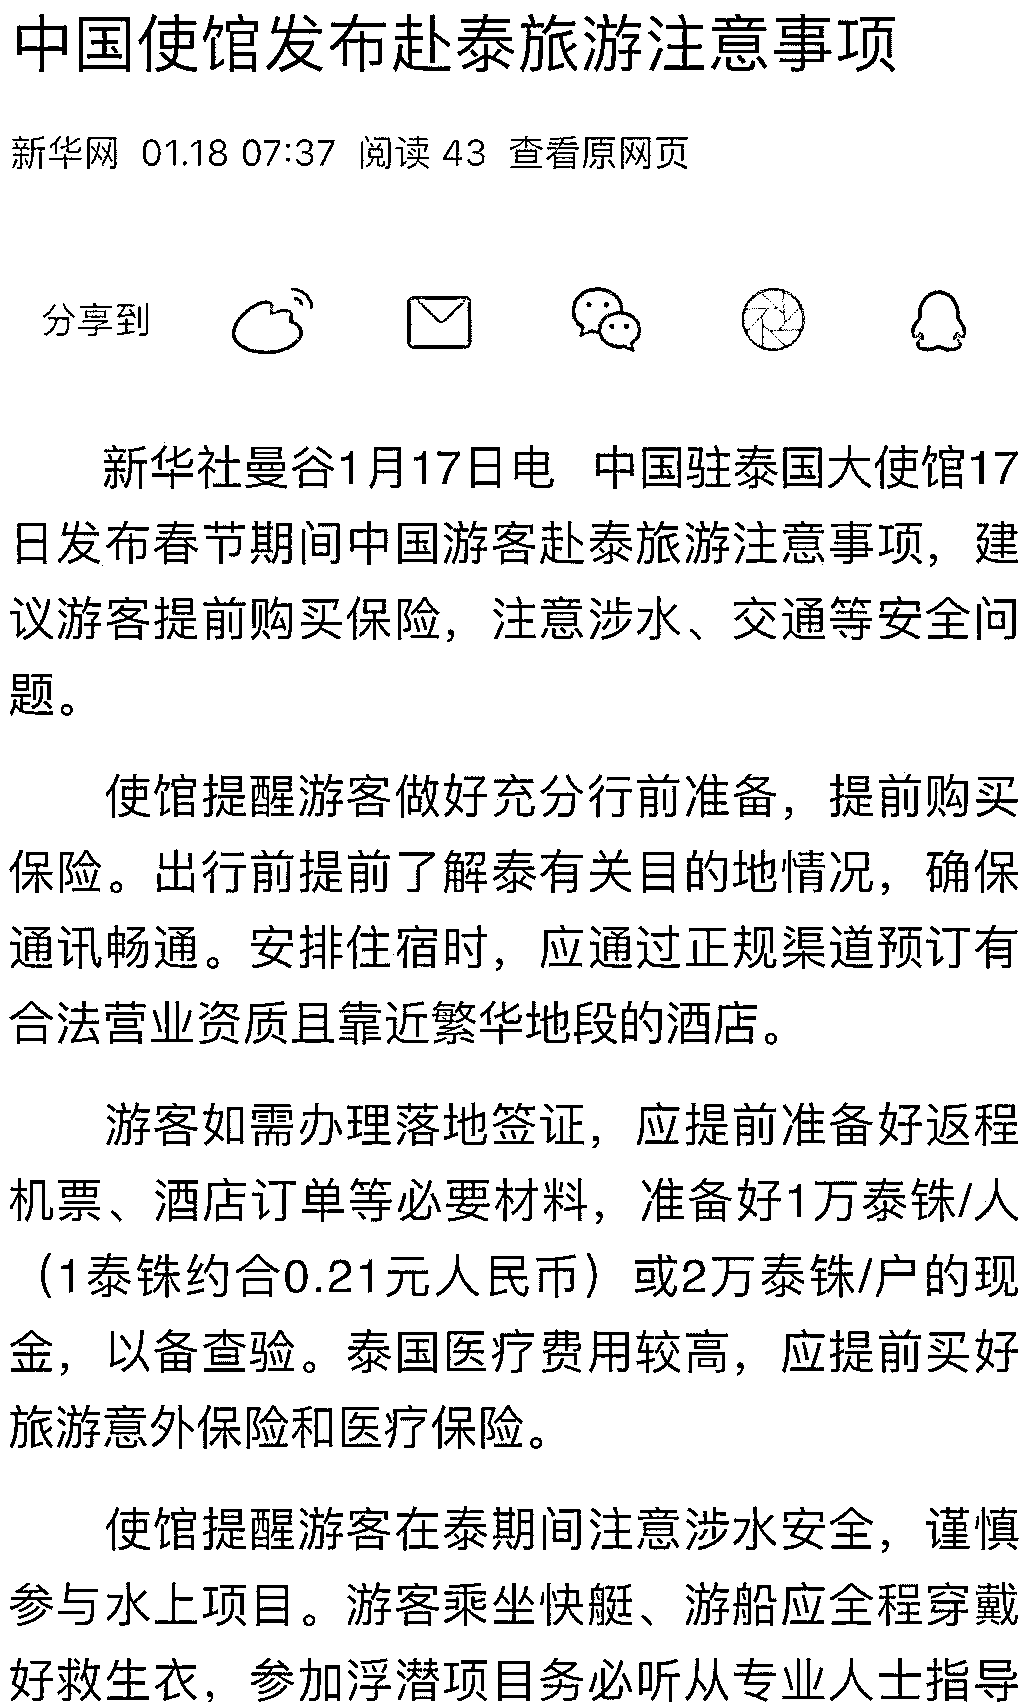 中国使馆发布赴泰旅游注意事项
新华网 01.18 07:37 阅读 43 查看原网页
分享到
新华社曼谷1月17日电 中国驻泰国大使馆17
日发布春节期间中国游客赴泰旅游注意事项，建
议游客提前购买保险，注意涉水、交通等安全问
题。
使馆提醒游客做好充分行前准备，提前购买
保险。出行前提前了解泰有关目的地情况，确保
通讯畅通。安排住宿时，应通过正规渠道预订有
合法营业资质且靠近繁华地段的酒店。
游客如需办理落地签证，应提前准备好返程
机票、酒店订单等必要材料，准备好1万泰铢/人
（1泰铢约合0.21元人民币）或2万泰铢/户的现
金，以备查验。泰国医疗费用较高，应提前买好
旅游意外保险和医疗保险。
使馆提醒游客在泰期间注意涉水安全，谨慎
参与水上项目。游客乘坐快艇、游船应全程穿戴
好救生衣，参加浮潜项目务必听从专业人士指导